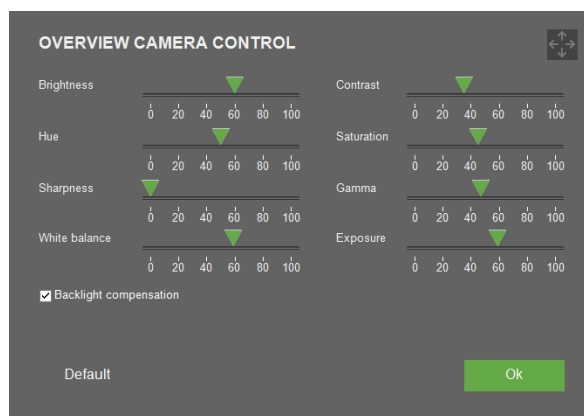 OVERVIEW CAMERA CONTROL
Brightness
0 20 40 60 80 100
Contrast
0 20 40 60 80 100
Hue
0 20 40 60 80 100
Saturation
0 20 40 60 80 100
Sharpness
0 20 40 60 80 100
Gamma
0 20 40 60 80 100
White balance
0 20 40 60 80 100
Exposure
0 20 40 60 80 100
Backlight compensation
Default
Ok